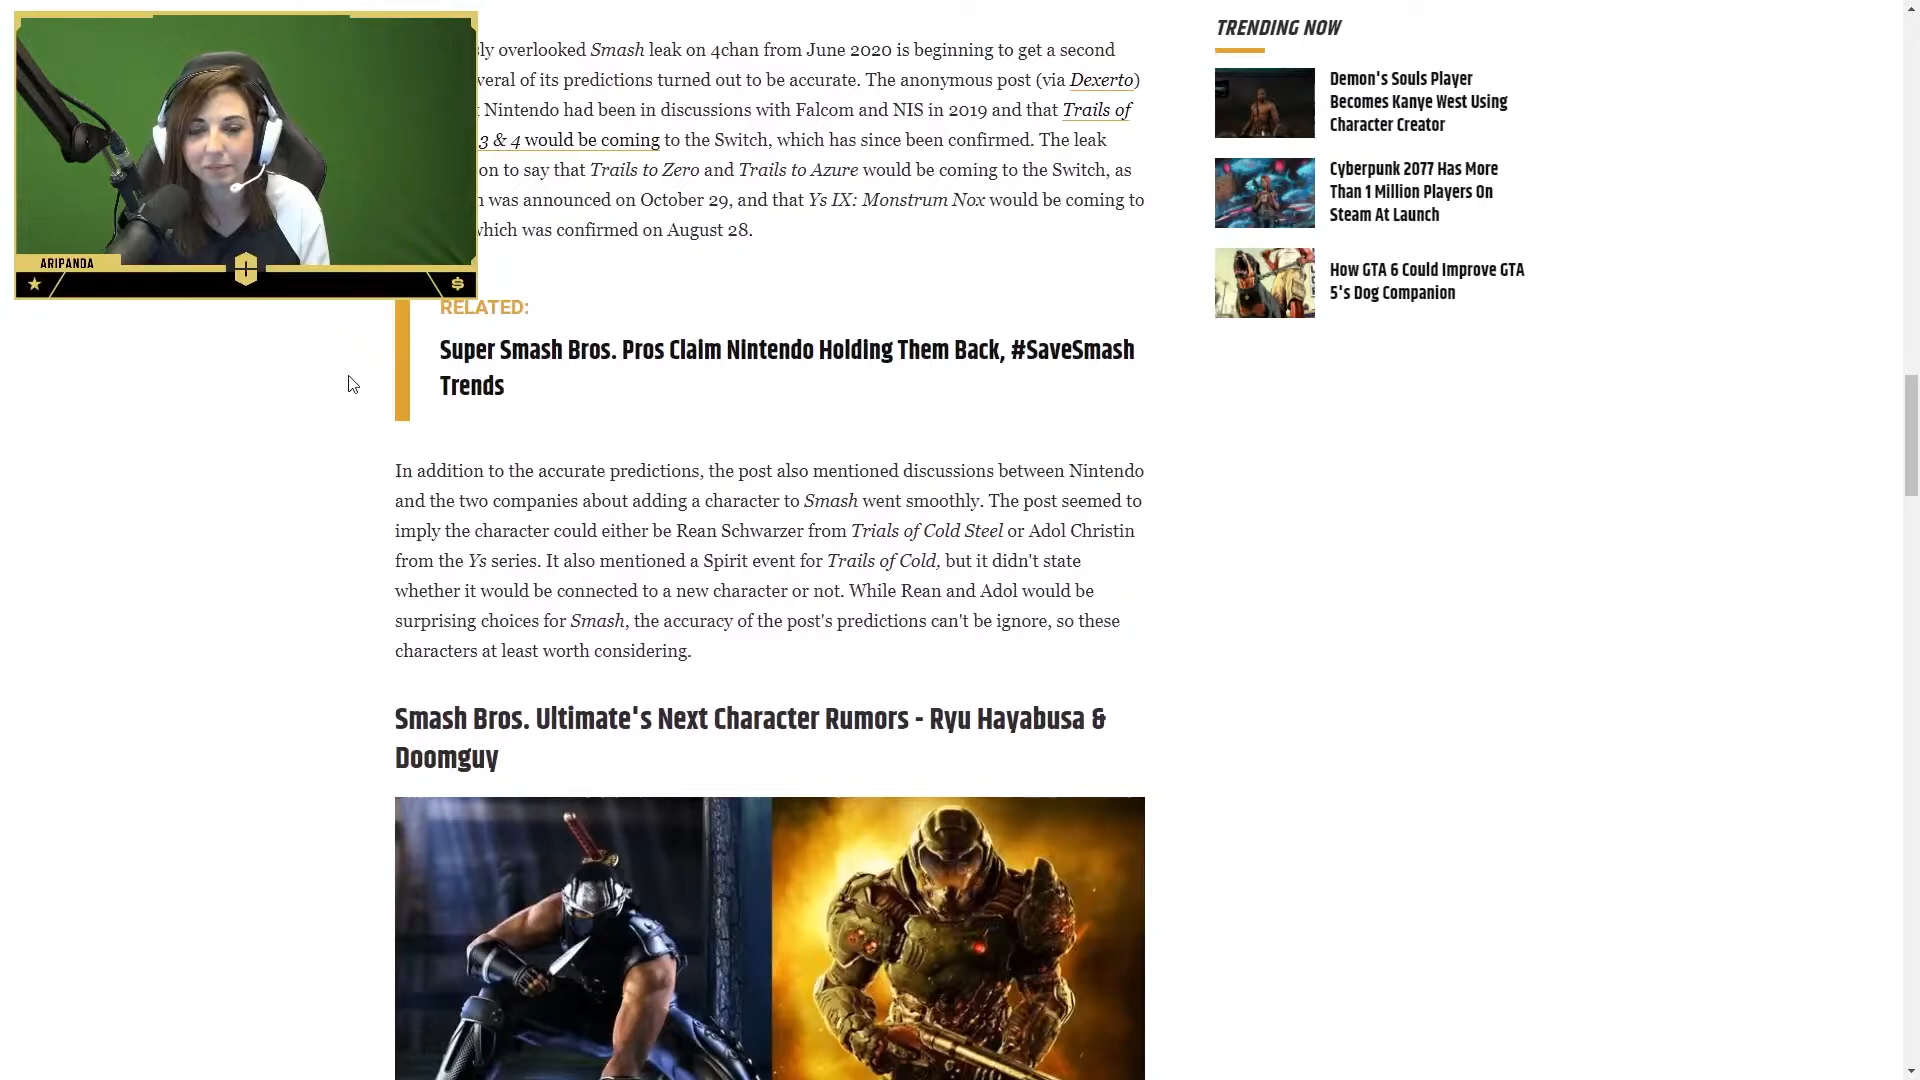 sly overlooked Smash leak on 4chan from June 2020 is beginning to get a second
veral of its predictions turned out to be accurate. The anonymous post (via Dexerto)
Nintendo had been in discussions with Falcom and NIS in 2019 and that Trails of
3 & 4 would be coming to the Switch, which has since been confirmed. The leak
on to say that Trails to Zero and Trails to Azure would be coming to the Switch, as
was announced on October 29, and that Ys IX: Monstrum Nox would be coming to
which was confirmed on August 28.
ARIPANDA
$
RELATED:
Super Smash Bros. Pros Claim Nintendo Holding Them Back, #SaveSmash
Trends
In addition to the accurate predictions, the post also mentioned discussions between Nintendo
and the two companies about adding a character to Smash went smoothly. The post seemed to
imply the character could either be Rean Schwarzer from Trials of Cold Steel or Adol Christin
from the Ys series. It also mentioned a Spirit event for Trails of Cold, but it didn't state
whether it would be connected to a new character or not. While Rean and Adol would be
surprising choices for Smash, the accuracy of the post's predictions can't be ignore, so these
characters at least worth considering.
Smash Bros. Ultimate's Next Character Rumors - Ryu Hayabusa &
Doomguy
TRENDING NOW
Demon's Souls Player
Becomes Kanye West Using
Character Creator
Cyberpunk 2077 Has More
Than 1 Million Players On
Steam At Launch
How GTA 6 Could Improve GTA
5's Dog Companion